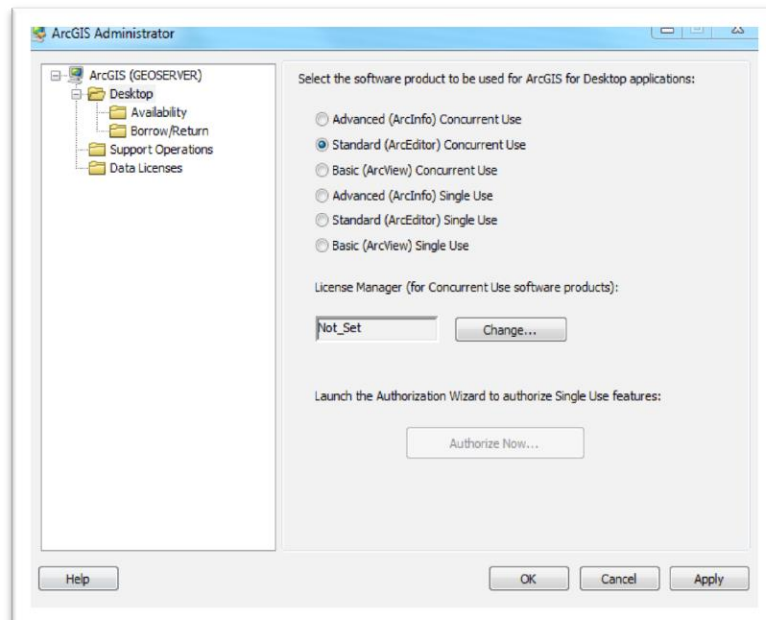 ArcGIS Administrator
ArcGIS (GEOSERVER)
Desktop
Availability
Borrow/Return
Support Operations
Data Licenses
Select the software product to be used for ArcGIS for Desktop applications:
Advanced (ArcInfo) Concurrent Use
Standard (ArcEditor) Concurrent Use
Basic (ArcView) Concurrent Use
Advanced (ArcInfo) Single Use
Standard (ArcEditor) Single Use
Basic (ArcView) Single Use
License Manager (for Concurrent Use software products):
Not_Set
Change...
Launch the Authorization Wizard to authorize Single Use features:
Authorize Now...
Help
OK
Cancel
Apply